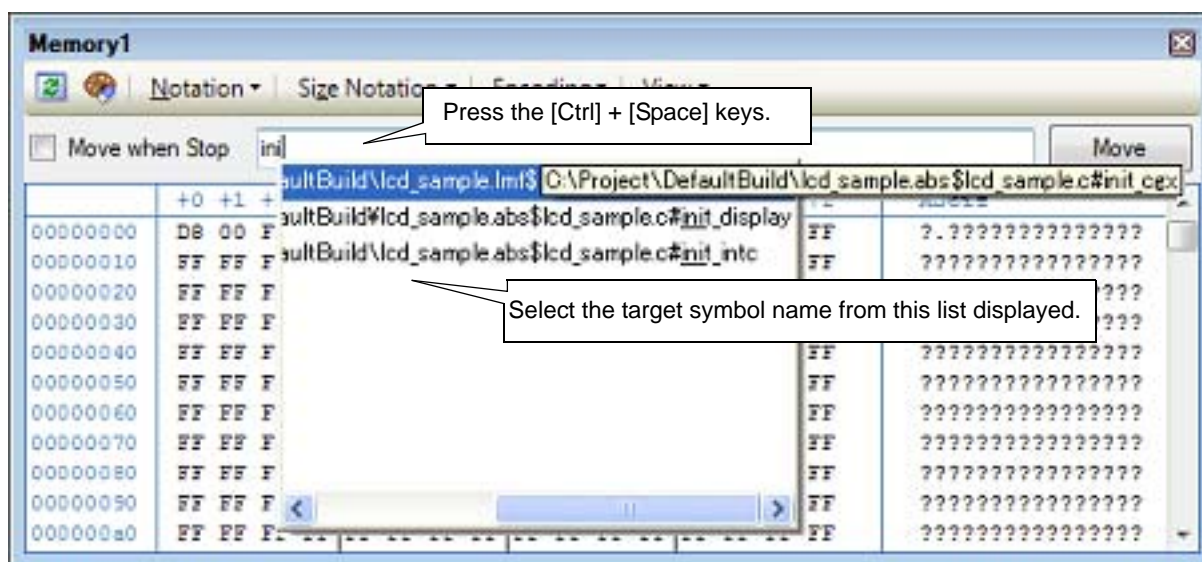 Memory1
Notation Size Notation
Press the [Ctrl] + [Space] keys.
Move when Stop ini Move
aultBuild\lcd_sample.lmf$ C:\Project\DefaultBuild\lcd_sample.abs$lcd_sample.c#init_cgx
+0 +1
aultBuild¥lcd_sample.abs$lcd_sample.c#init_display
00000000 D8 00 F FF ?.??????????????
aultBuild\lcd_sample.abs$lcd_sample.c#init_intc
00000010 FF FF F FF ????????????????
Select the target symbol name from this list displayed.
00000020 FF FF F ???
00000030 FF FF F ???
00000040 FF FF F FF ????????????????
00000050 FF FF F FF ????????????????
00000060 FF FF F FF ????????????????
00000070 FF FF F FF ????????????????
00000080 FF FF F FF ????????????????
00000090 FF FF F FF ????????????????
000000a0 FF FF FF ????????????????